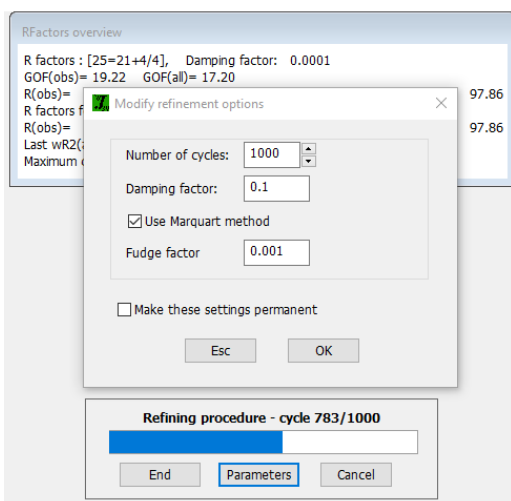 RFactors overview
R factors : [25=21+4/4], Damping factor: 0.0001
GOF(obs)= 19.22 GOF(all)= 17.20
R(obs)= 97.86
R factors
R(obs)= 97.86
Last wR2(
Maximum
Modify refinement options
Number of cycles: 1000
Damping factor: 0.1
Use Marquart method
Fudge factor 0.001
Make these settings permanent
Esc OK
Refining procedure - cycle 783/1000
End Parameters Cancel